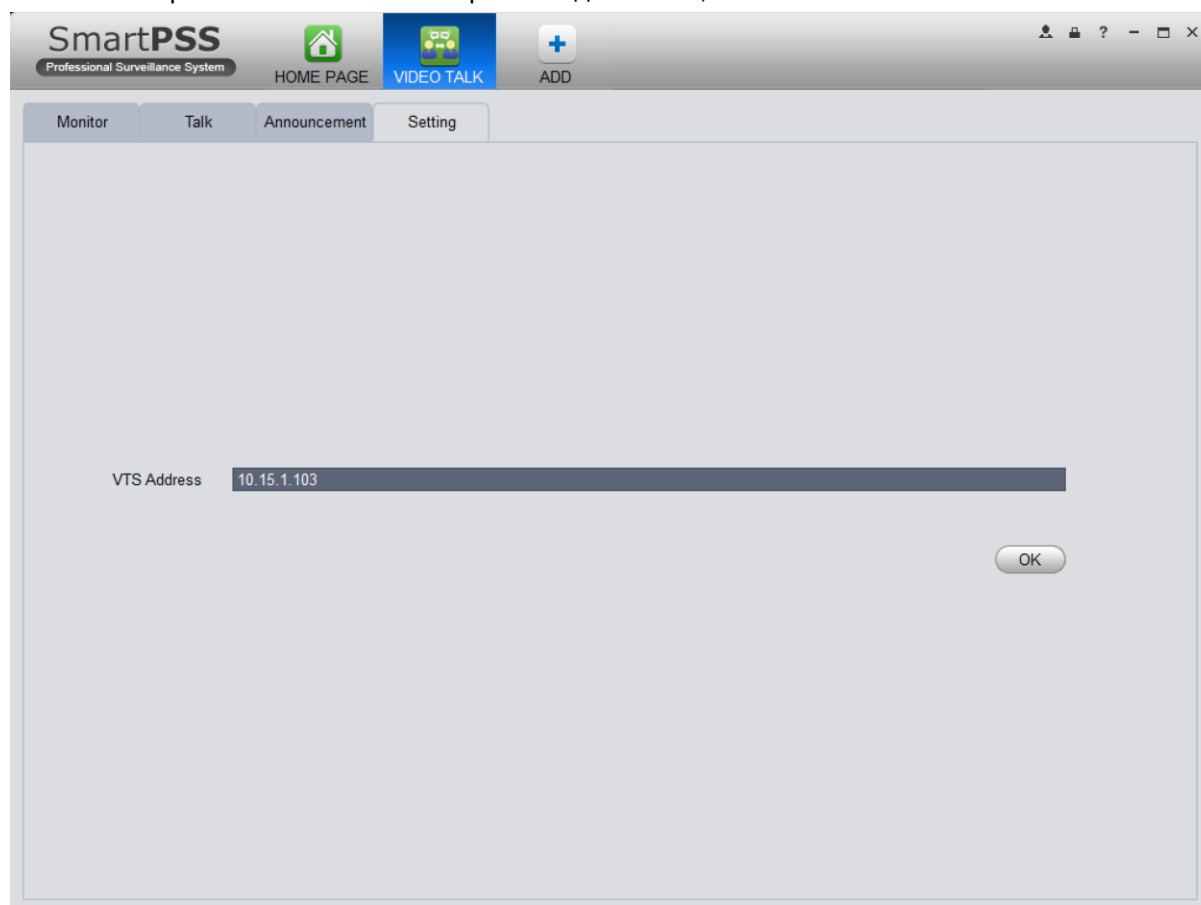 SmartPSS
Professional Surveillance System
HOME PAGE
VIDEO TALK
ADD
?
Monitor
Talk
Announcement
Setting
VTS Address
10.15.1.103
OK